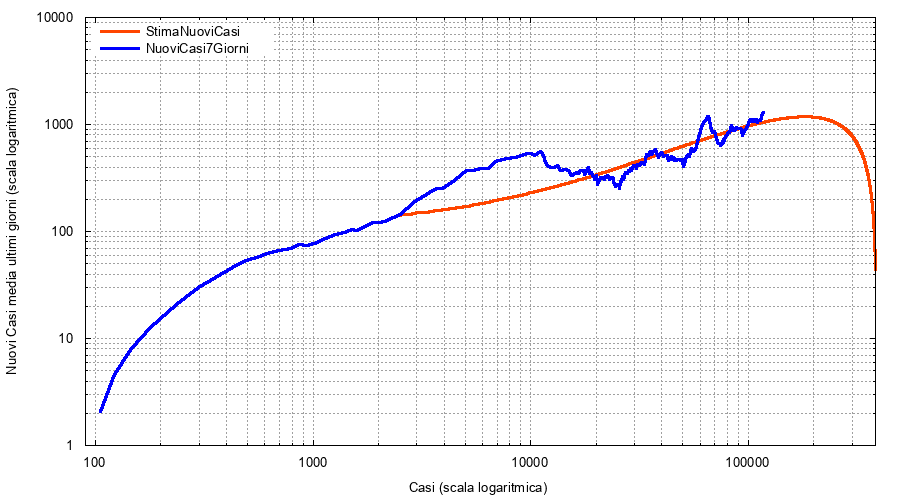 10000
StimaNuoviCasi
NuoviCasi7Giorni
1000
100
10
1
Nuovi Casi media ultimi giorni (scala logaritmica)
100 1000 10000 100000
Casi (scala logaritmica)